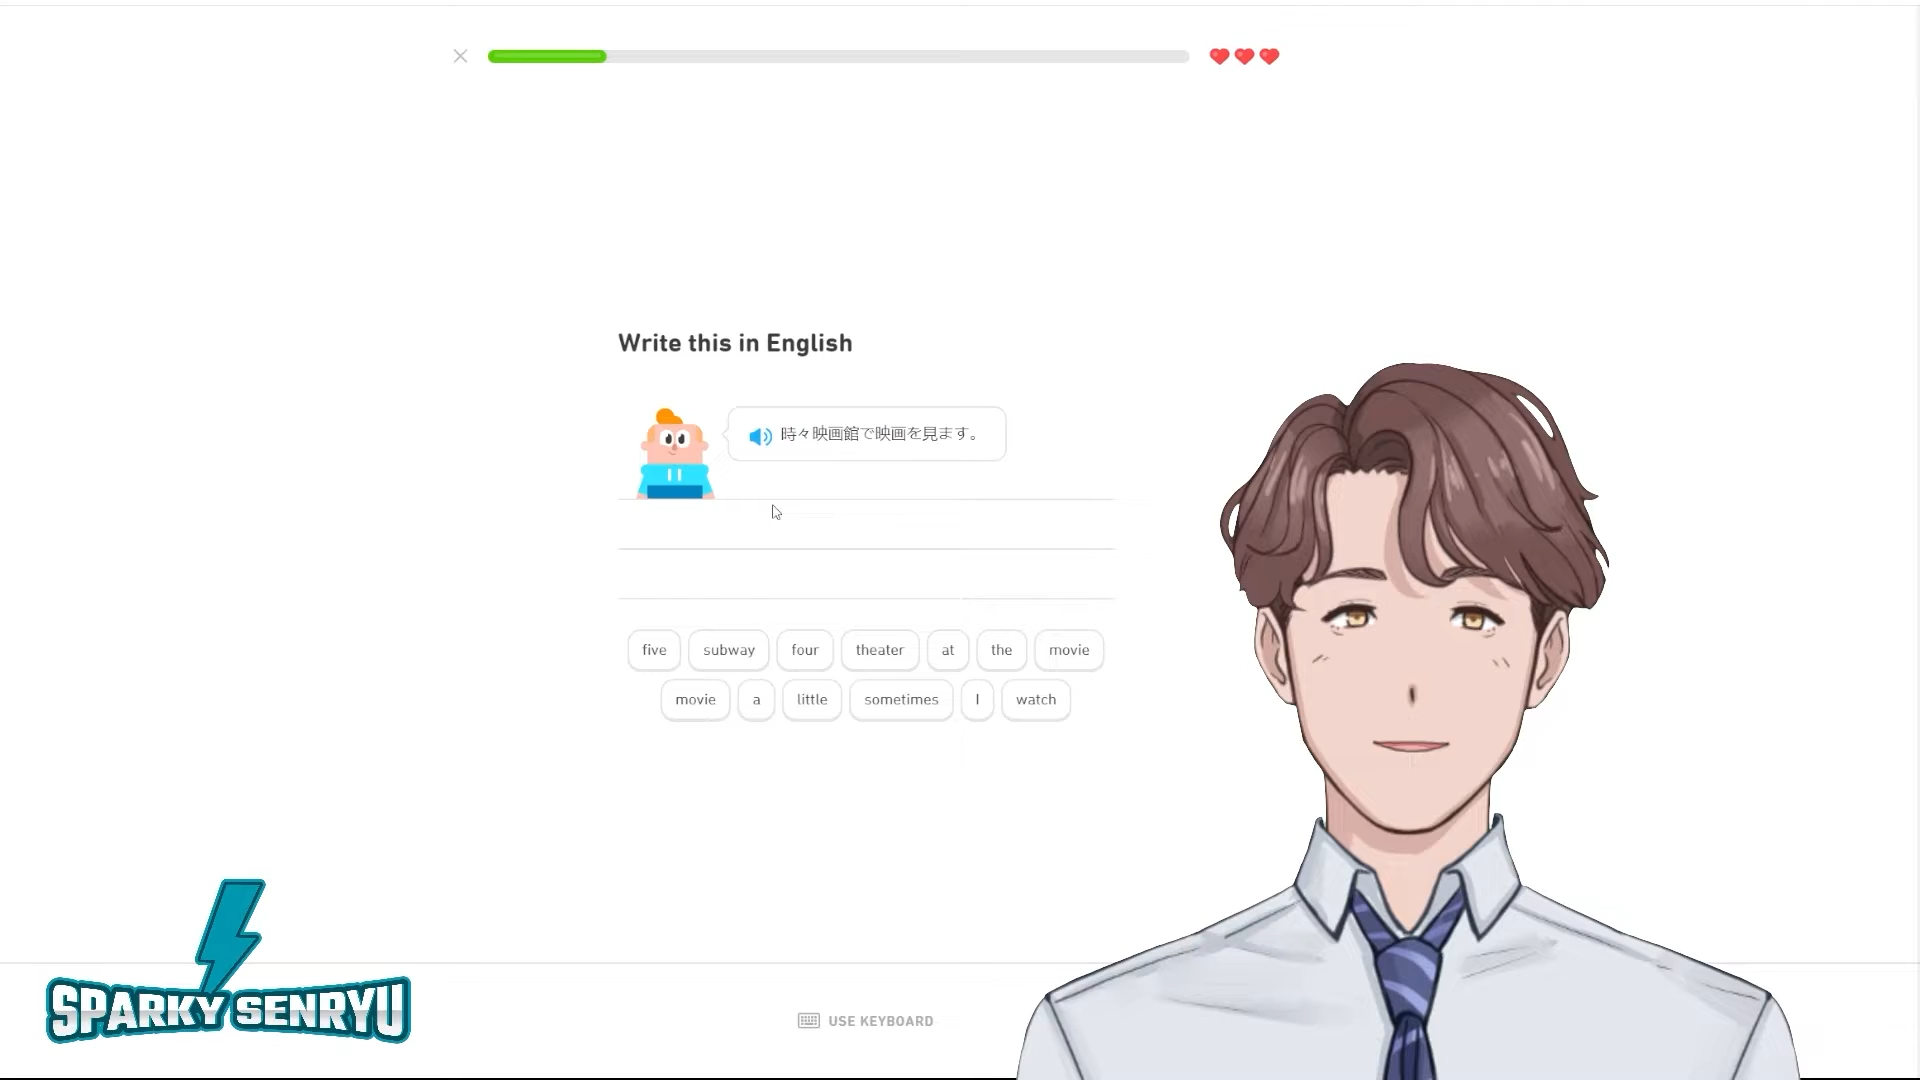 Write this in English
時々映画館で映画を見ます。
five subway four theater at the movie
movie a little sometimes I watch
SPARKY SENRYU
USE KEYBOARD